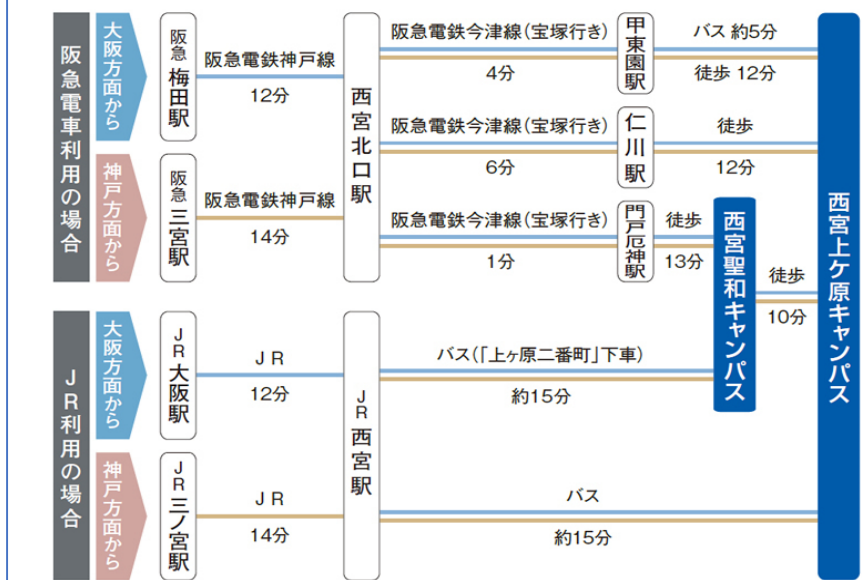 阪急電車利用の場合
大阪方面から
阪急 梅田駅
阪急電鉄神戸線
12分
神戸方面から
阪急 三宮駅
阪急電鉄神戸線
14分
西宮北口駅
阪急電鉄今津線(宝塚行き)
4分
甲東園駅
バス 約5分
徒歩 12分
阪急電鉄今津線(宝塚行き)
6分
仁川駅
徒歩
12分
阪急電鉄今津線(宝塚行き)
1分
門戸厄神駅
徒歩
13分
西宮聖和キャンパス
徒歩
10分
西宮上ケ原キャンパス
JR利用の場合
大阪方面から
JR 大阪駅
JR
12分
神戸方面から
JR 三ノ宮駅
JR
14分
JR 西宮駅
バス(「上ヶ原二番町」下車)
約15分
バス
約15分